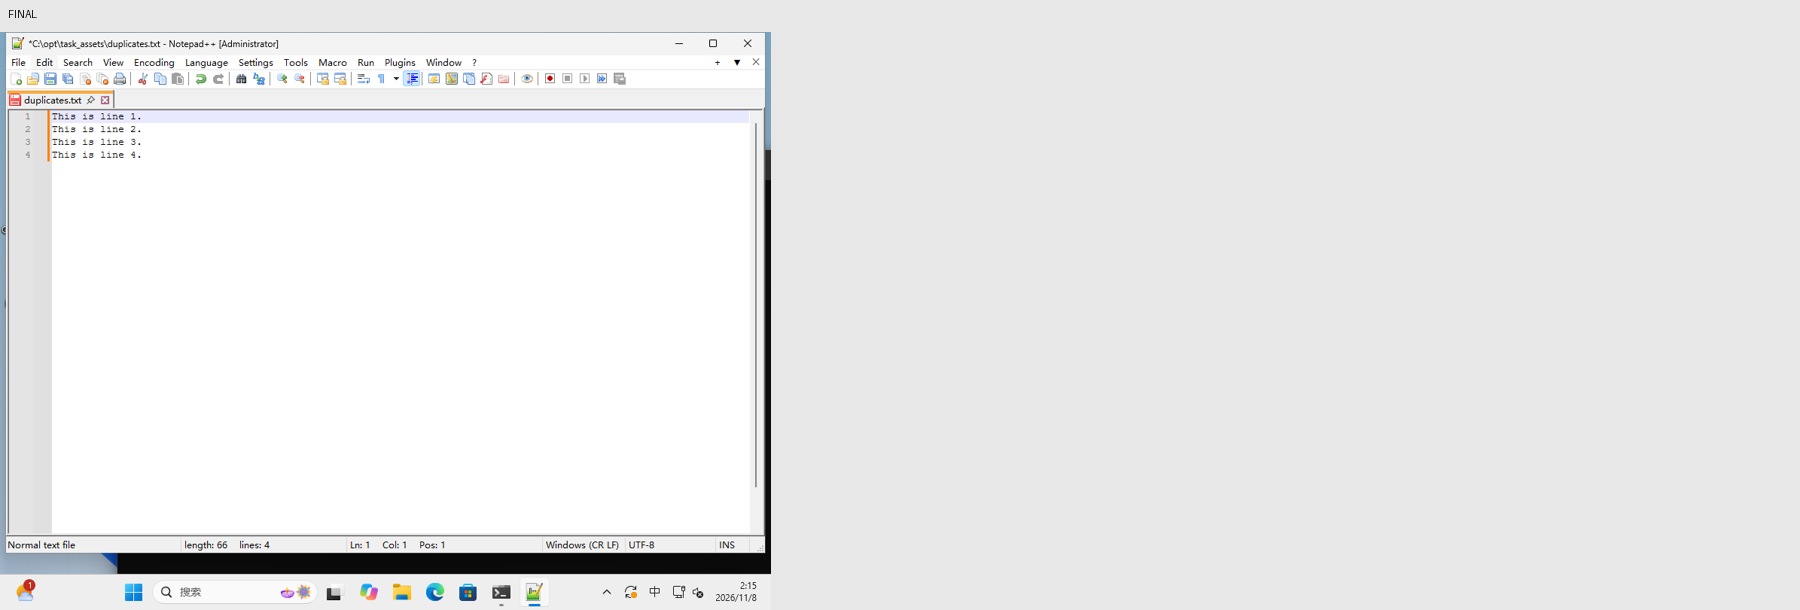 FINAL
*C:\opt\task_assets\duplicates.txt - Notepad++ [Administrator]
File Edit Search View Encoding Language Settings Tools Macro Run Plugins Window ?
+ ▼ ×
duplicates.txt
1 This is line 1.
2 This is line 2.
3 This is line 3.
4 This is line 4.
Normal text file length: 66 lines: 4 Ln: 1 Col: 1 Pos: 1 Windows (CR LF) UTF-8 INS
1 搜索 中 2:15
2026/11/8